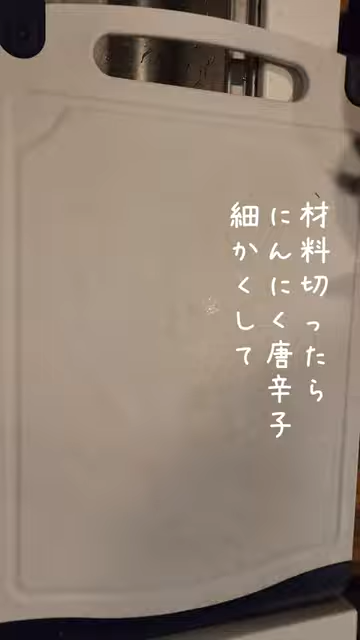 材料切ったら
にんにく唐辛子
細かくして